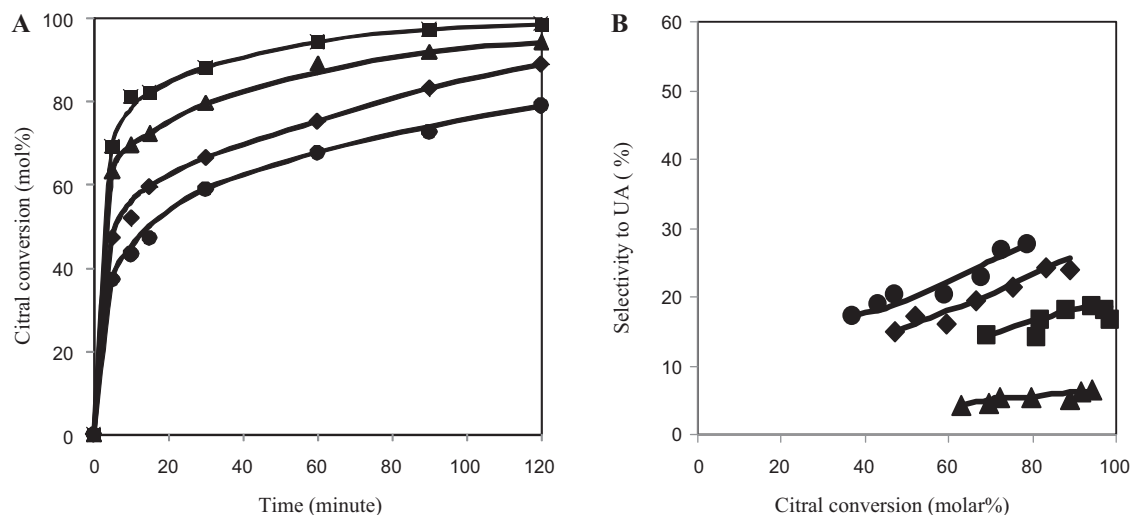 A
100
80
60
40
20
0
0 20 40 60 80 100 120
Citral conversion (mol%)
Time (minute)
B
60
50
40
30
20
10
0
0 20 40 60 80 100
Selectivity to UA ( %)
Citral conversion (molar%)